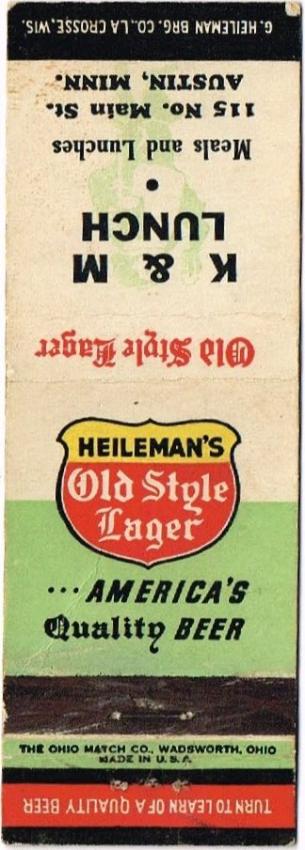 G. HEILEMAN BRG. CO., LA CROSSE, WIS.
Old Style Lager
K & M
LUNCH
•
Meals and Lunches
115 No. Main St.
AUSTIN, MINN.
HEILEMAN'S
Old Style
Lager
...AMERICA'S
Quality BEER
THE OHIO MATCH CO., WADSWORTH, OHIO
MADE IN U.S.A.
TURN TO LEARN OF A QUALITY BEER